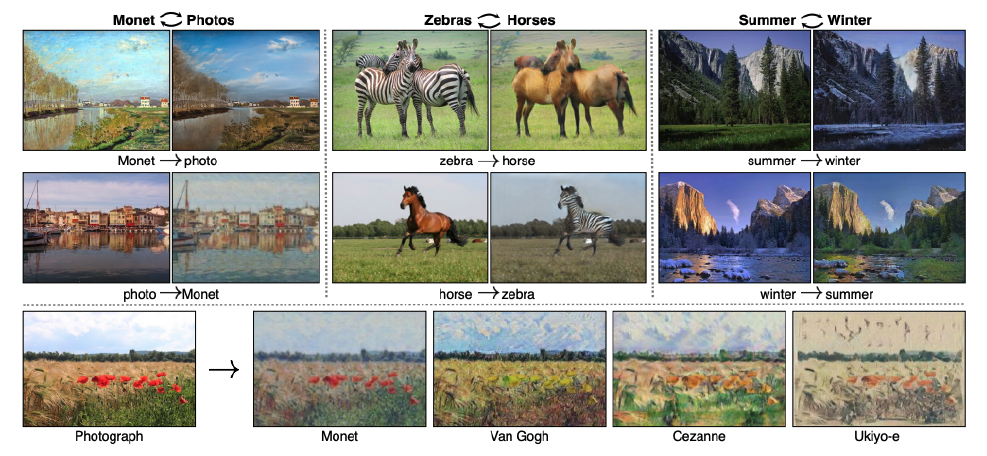 Monet ⟳ Photos
Zebras ⟳ Horses
Summer ⟳ Winter
Monet → photo
zebra → horse
summer → winter
photo → Monet
horse → zebra
winter → summer
Photograph
Monet
Van Gogh
Cezanne
Ukiyo-e